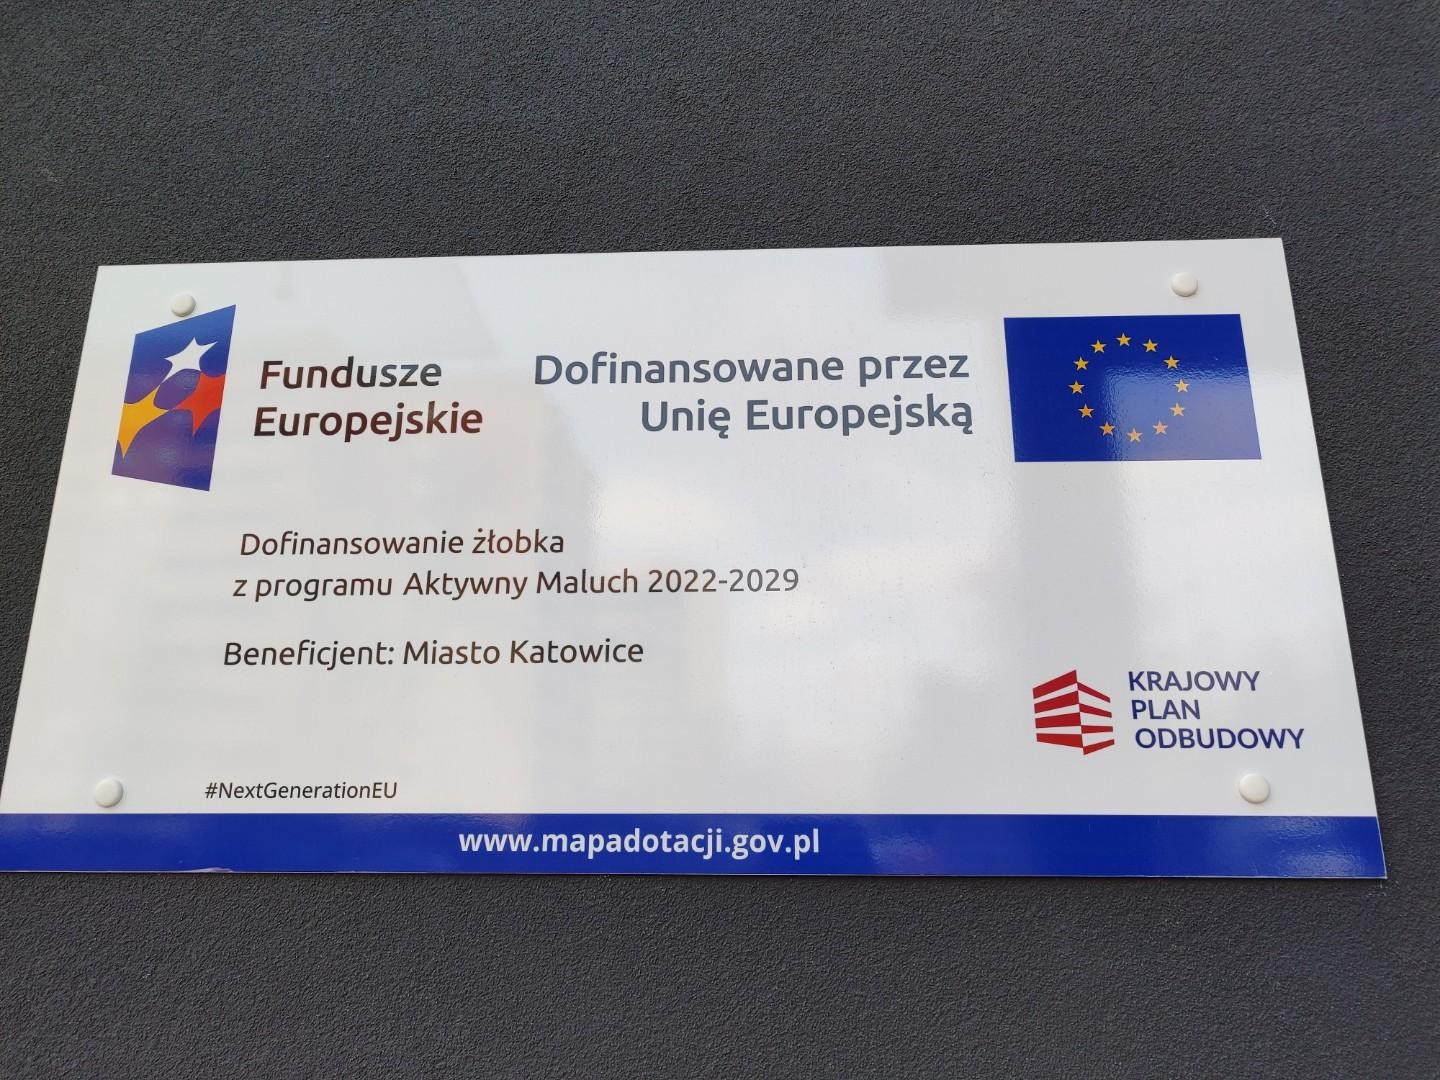 Fundusze
Europejskie
Dofinansowane przez
Unię Europejską
Dofinansowanie żłobka
z programu Aktywny Maluch 2022-2029
Beneficjent: Miasto Katowice
KRAJOWY
PLAN
ODBUDOWY
#NextGenerationEU
www.mapadotacji.gov.pl